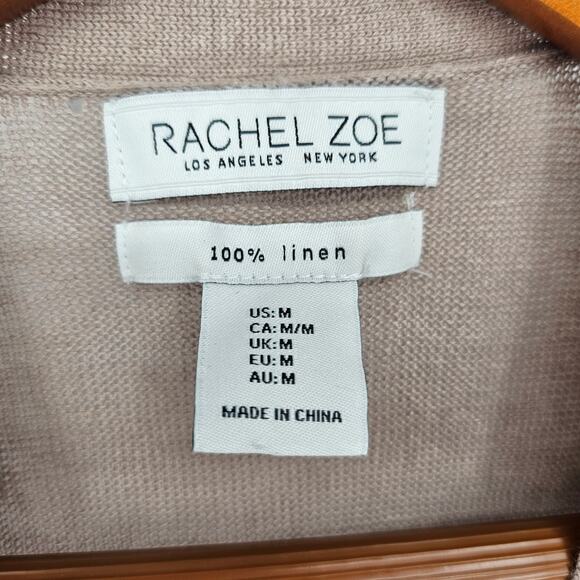 RACHEL ZOE
LOS ANGELES NEW YORK
100% linen
US: M
CA: M/M
UK: M
EU: M
AU: M
MADE IN CHINA